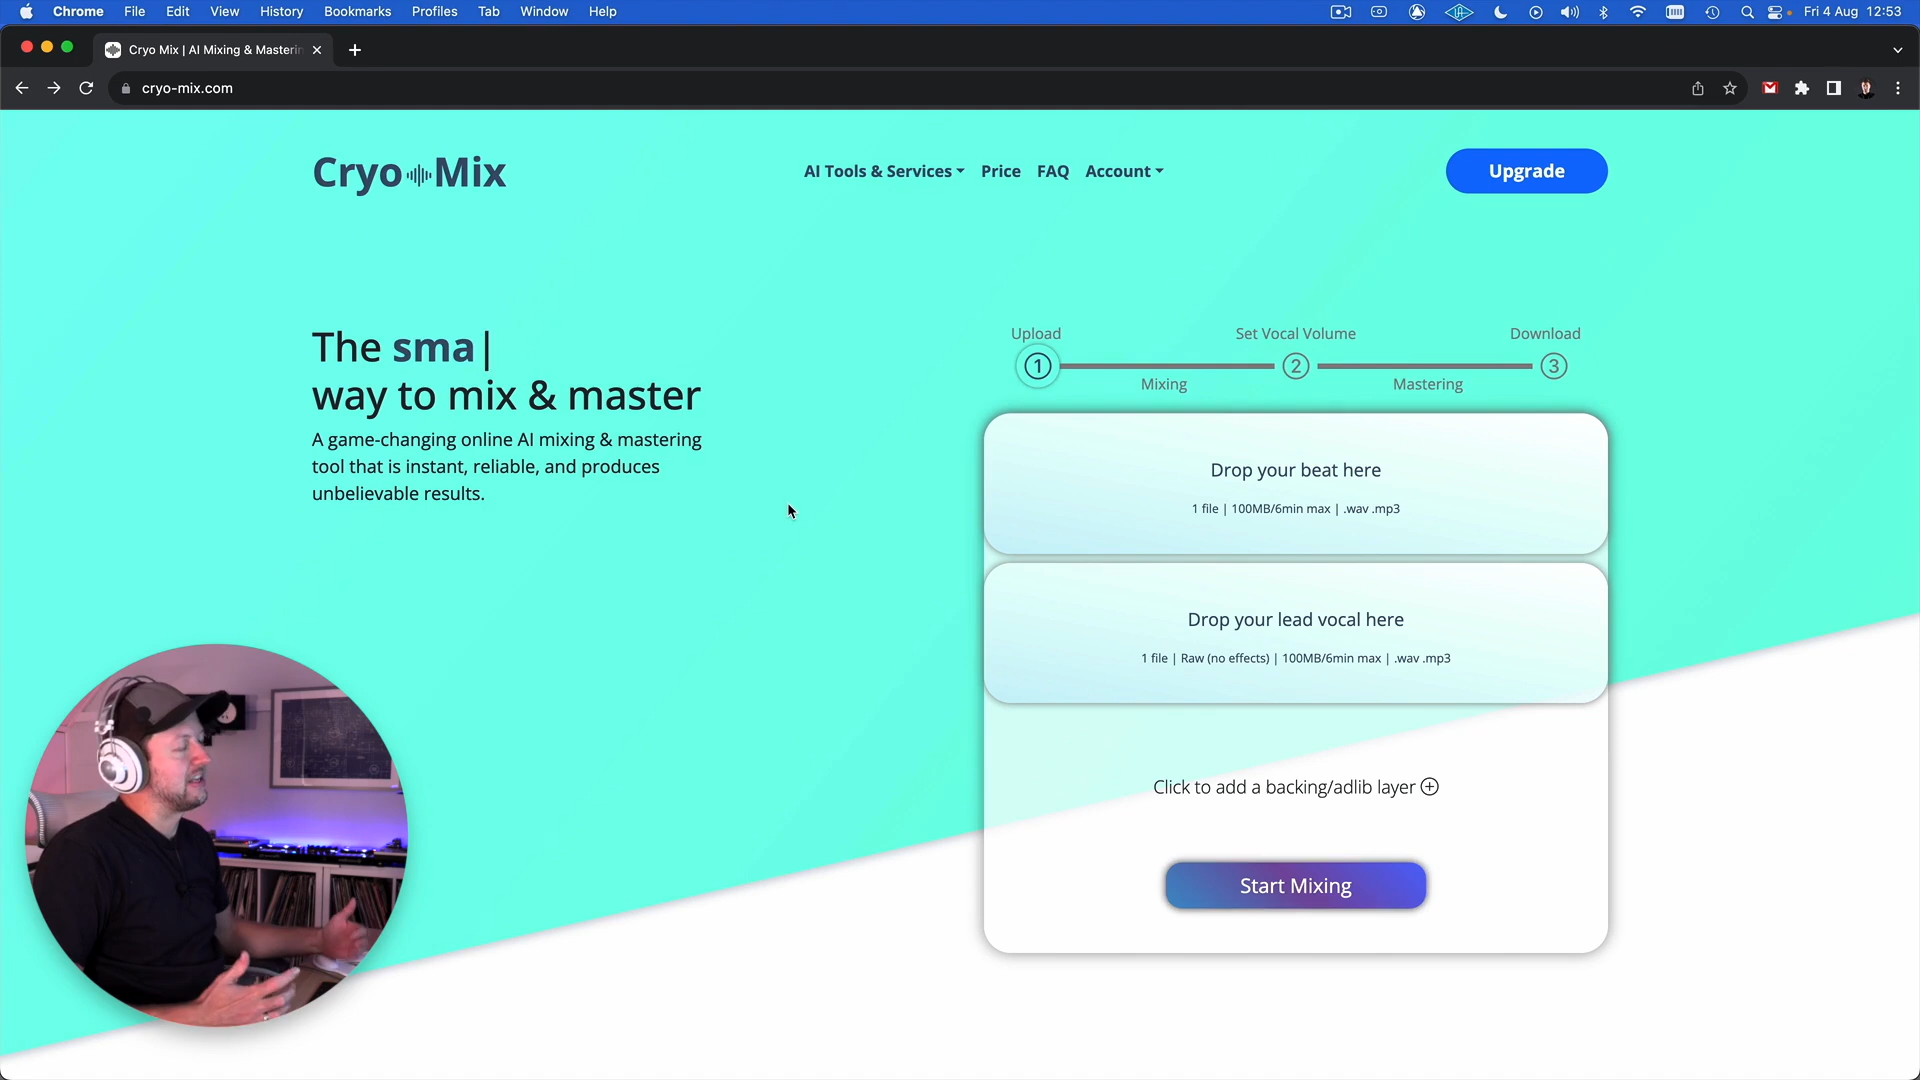 Chrome File Edit View History Bookmarks Profiles Tab Window Help Fri 4 Aug 12:53
Cryo Mix | AI Mixing & Masterin
cryo-mix.com
Cryo Mix
AI Tools & Services Price FAQ Account
Upgrade
The sma|
way to mix & master
A game-changing online AI mixing & mastering
tool that is instant, reliable, and produces
unbelievable results.
Upload Set Vocal Volume Download
1 2 3
Mixing Mastering
Drop your beat here
1 file | 100MB/6min max | .wav .mp3
Drop your lead vocal here
1 file | Raw (no effects) | 100MB/6min max | .wav .mp3
Click to add a backing/adlib layer
Start Mixing